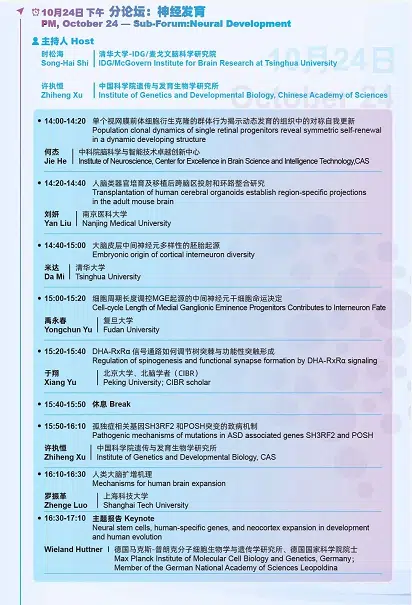 10月24日 下午 分论坛：神经发育
PM, October 24 — Sub-Forum:Neural Development
主持人 Host
时松海 清华大学-IDG/麦戈文脑科学研究院
Song-Hai Shi IDG/McGovern Institute for Brain Research at Tsinghua University
10月24日
October 24
许执恒 中国科学院遗传与发育生物学研究所
Zhiheng Xu Institute of Genetics and Developmental Biology, Chinese Academy of Sciences
14:00-14:20 单个视网膜前体细胞衍生克隆的群体行为揭示动态发育的组织中的对称自我更新
Population clonal dynamics of single retinal progenitors reveal symmetric self-renewal
in a dynamic developing structure
何杰 中科院脑科学与智能技术卓越创新中心
Jie He Institute of Neuroscience, Center for Excellence in Brain Science and Intelligence Technology,CAS
14:20-14:40 人脑类器官培育及移植后跨脑区投射和环路整合研究
Transplantation of human cerebral organoids establish region-specific projections
in the adult mouse brain
刘妍 南京医科大学
Yan Liu Nanjing Medical University
14:40-15:00 大脑皮层中间神经元多样性的胚胎起源
Embryonic origin of cortical interneuron diversity
米达 清华大学
Da Mi Tsinghua University
15:00-15:20 细胞周期长度调控MGE起源的中间神经元干细胞命运决定
Cell-cycle Length of Medial Ganglionic Eminence Progenitors Contributes to Interneuron Fate
禹永春 复旦大学
Yongchun Yu Fudan University
15:20-15:40 DHA-RxRα 信号通路如何调节树突棘与功能性突触形成
Regulation of spinogenesis and functional synapse formation by DHA-RxRα signaling
于翔 北京大学、北脑学者（CIBR）
Xiang Yu Peking University; CIBR scholar
15:40-15:50 休息 Break
15:50-16:10 孤独症相关基因SH3RF2 和POSH突变的致病机制
Pathogenic mechanisms of mutations in ASD associated genes SH3RF2 and POSH
许执恒 中国科学院遗传与发育生物学研究所
Zhiheng Xu Institute of Genetics and Developmental Biology, CAS
16:10-16:30 人类大脑扩增机理
Mechanisms for human brain expansion
罗振革 上海科技大学
Zhenge Luo Shanghai Tech University
16:30-17:10 主题报告 Keynote
Neural stem cells, human-specific genes, and neocortex expansion in development
and human evolution
Wieland Huttner 德国马克斯-普朗克分子细胞生物学与遗传学研究所、德国国家科学院院士
Max Planck Institute of Molecular Cell Biology and Genetics, Germany;
Member of the German National Academy of Sciences Leopoldina